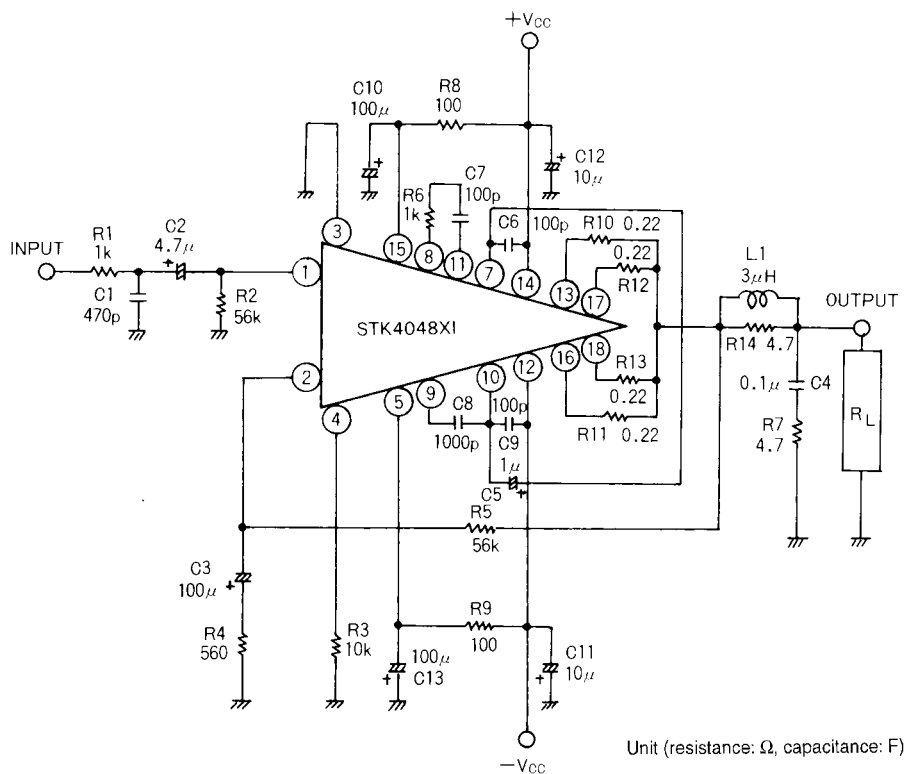 +VCC
C10
100μ
R8
100
C12
10μ
C7
100p
R6
1k
C6
100p
R10 0.22
0.22
R12
3
15
8
11
7
14
13
17
INPUT
R1
1k
C2
4.7μ
+
1
C1
470p
R2
56k
STK4048XI
L1
3μH
OUTPUT
R14 4.7
2
4
5
9
10
12
16
18
R13
0.22
R11 0.22
C8
1000p
100p
C9
1μ
C5
+
0.1μ
C4
R7
4.7
RL
R5
56k
C3
100μ
+
R4
560
R3
10k
100μ
C13
+
R9
100
C11
10μ
+
−VCC
Unit (resistance: Ω, capacitance: F)